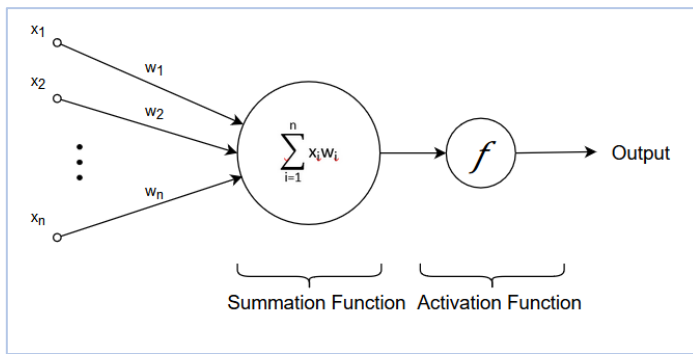 x1
w1
x2
w2
n
∑ xiwi
i=1
f
Output
wn
xn
Summation Function
Activation Function